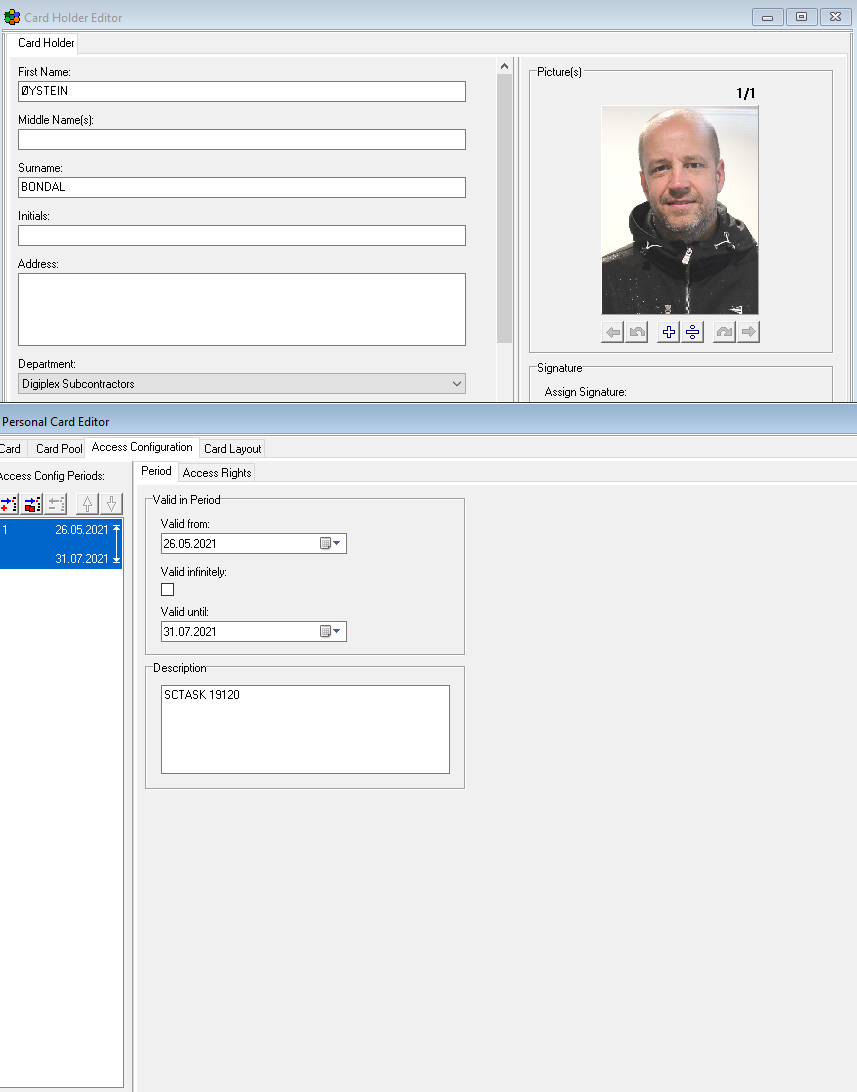 Card Holder Editor
Card Holder
First Name:
ØYSTEIN
Middle Name(s):
Surname:
BONDAL
Initials:
Address:
Department:
Digiplex Subcontractors
Picture(s)
1/1
Signature
Assign Signature:
Personal Card Editor
Card
Card Pool
Access Configuration
Card Layout
Access Config Periods:
1 26.05.2021
31.07.2021
Period
Access Rights
Valid in Period
Valid from:
26.05.2021
Valid infinitely:
Valid until:
31.07.2021
Description
SCTASK 19120